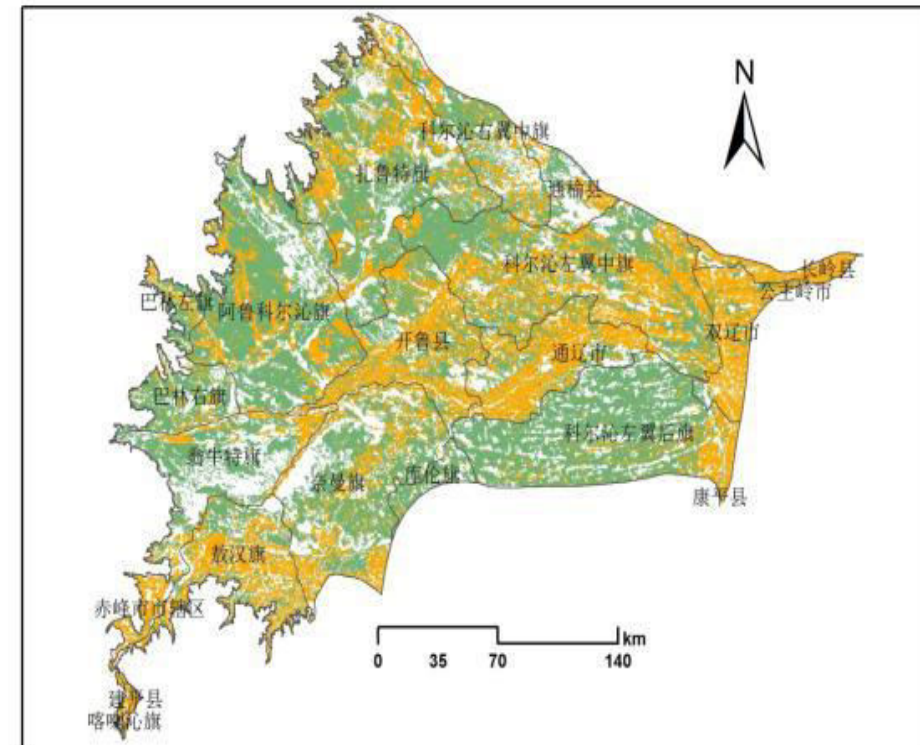 N
科尔沁右翼中旗
扎鲁特旗
通榆县
科尔沁左翼中旗
长岭县
公主岭市
巴林左旗
阿鲁科尔沁旗
双辽市
开鲁县
通辽市
巴林右旗
科尔沁左翼后旗
翁牛特旗
奈曼旗
库伦旗
康平县
敖汉旗
赤峰市市辖区
km
0 35 70 140
建平县
喀喇沁旗